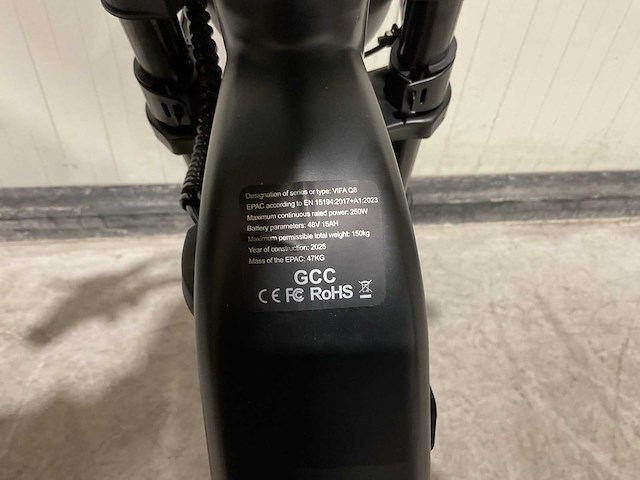 Designation of series or type: VIFA Q8
EPAC according to EN 15194:2017+A1:2023
Maximum continuous rated power: 250W
Battery parameters: 48V 15AH
Maximum permissible total weight: 150kg
Year of construction: 2025
Mass of the EPAC: 47KG
GCC
CE FC RoHS